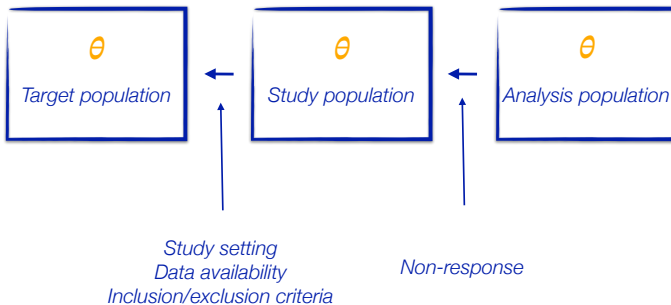 θ θ θ
Target population Study population Analysis population
Study setting
Data availability
Inclusion/exclusion criteria
Non-response